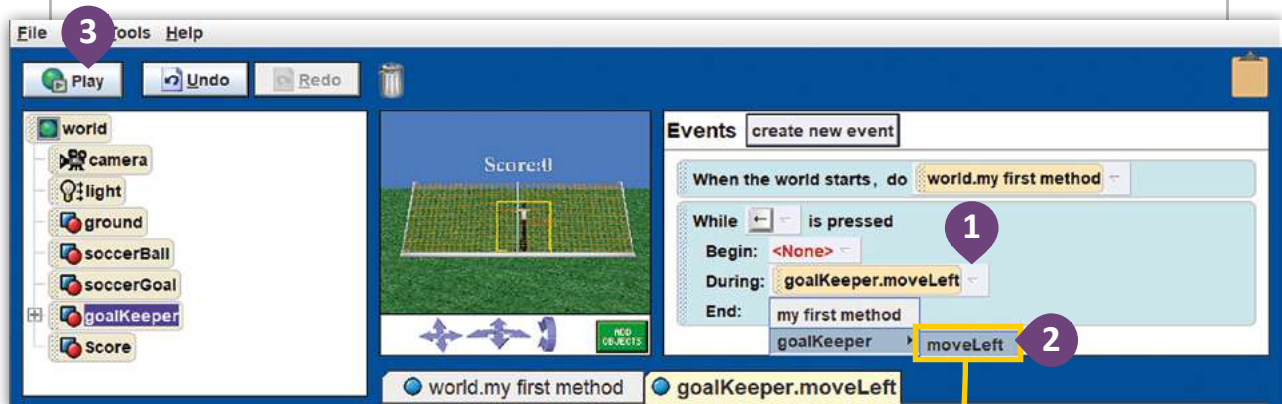 File Tools Help
3
Play Undo Redo
world
camera
light
ground
soccerBall
soccerGoal
goalKeeper
Score
Score:0
ADD OBJECTS
Events create new event
When the world starts, do world.my first method
While ← is pressed
Begin: <None>
During: goalKeeper.moveLeft
1
End:
my first method
goalKeeper
moveLeft
2
world.my first method goalKeeper.moveLeft